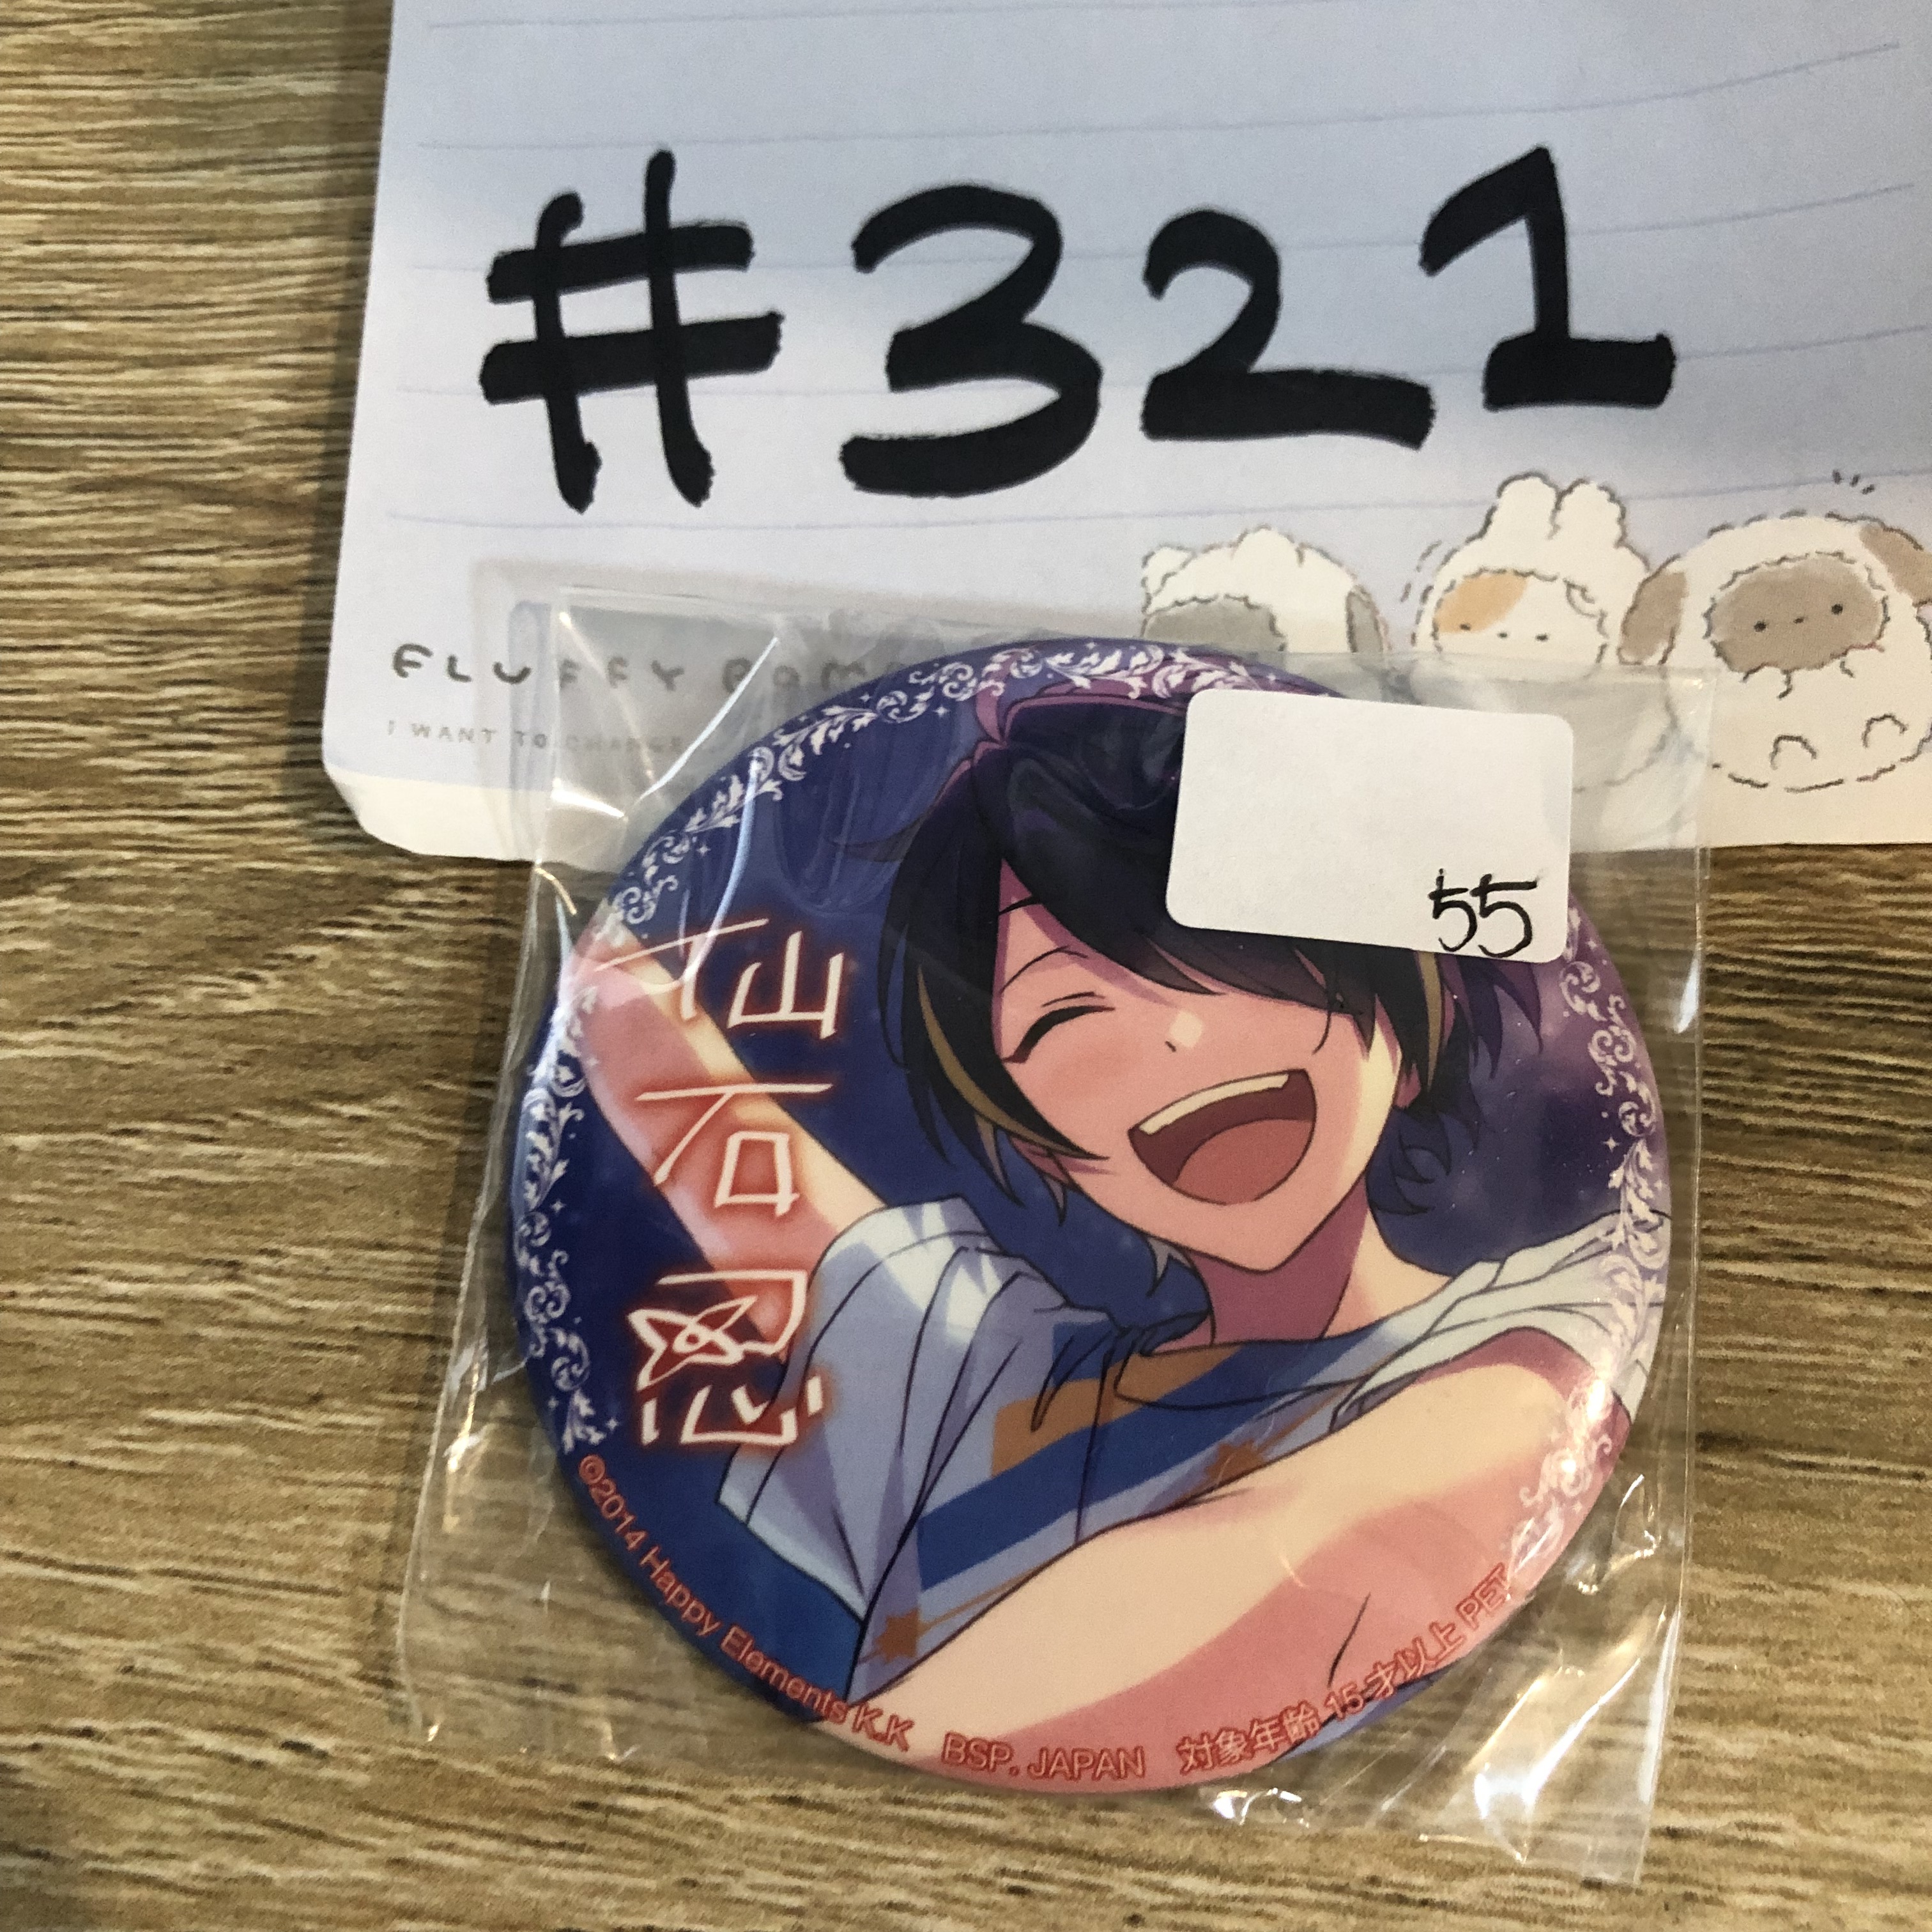 #321
FLUFFY
I WANT TO CHANGE
55
仙石忍
©2014 Happy Elements K.K BSP. JAPAN 対象年齢 15才以上 PET